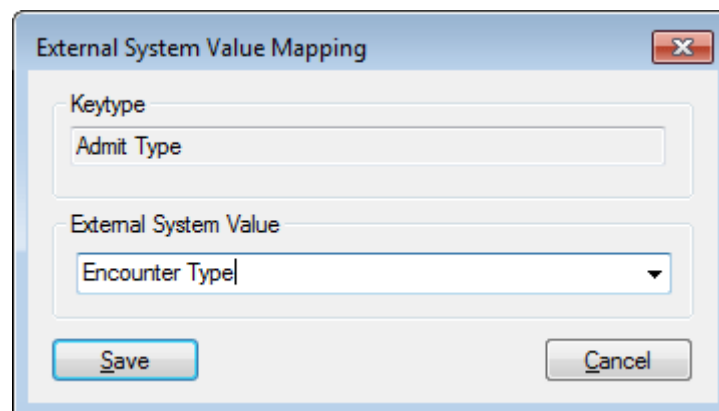 External System Value Mapping
Keytype
Admit Type
External System Value
Encounter Type
Save
Cancel